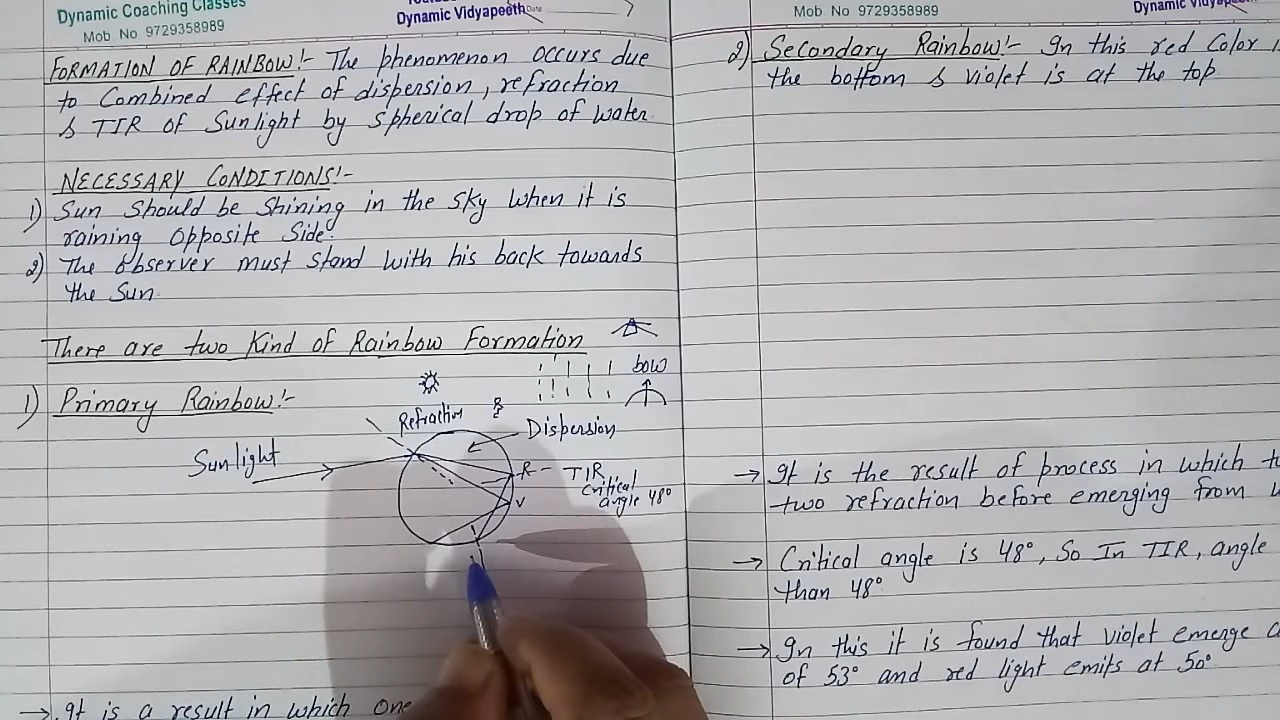 Dynamic Coaching Classes
Mob No 9729358989
Dynamic Vidyapeeth
Date
FORMATION OF RAINBOW:- The phenomenon occurs due
to Combined effect of dispersion, refraction
& TIR of Sunlight by Spherical drop of water
NECESSARY CONDITIONS:-
1) Sun should be shining in the sky when it is
raining opposite side.
2) The observer must stand with his back towards
the Sun.
There are two kind of Rainbow Formation
1) Primary Rainbow:-
bow
Refraction &
Dispersion
Sunlight
R- TIR
Critical
angle 48°
V
→ It is a result in which one
Mob No 9729358989
Dynamic Vidyapeeth
2) Secondary Rainbow:- In this red color
the bottom & violet is at the top.
→ It is the result of process in which
two refraction before emerging from
→ Critical angle is 48°, So In TIR, angle
than 48°
→ In this it is found that violet emerge
of 53° and red light emits at 50°